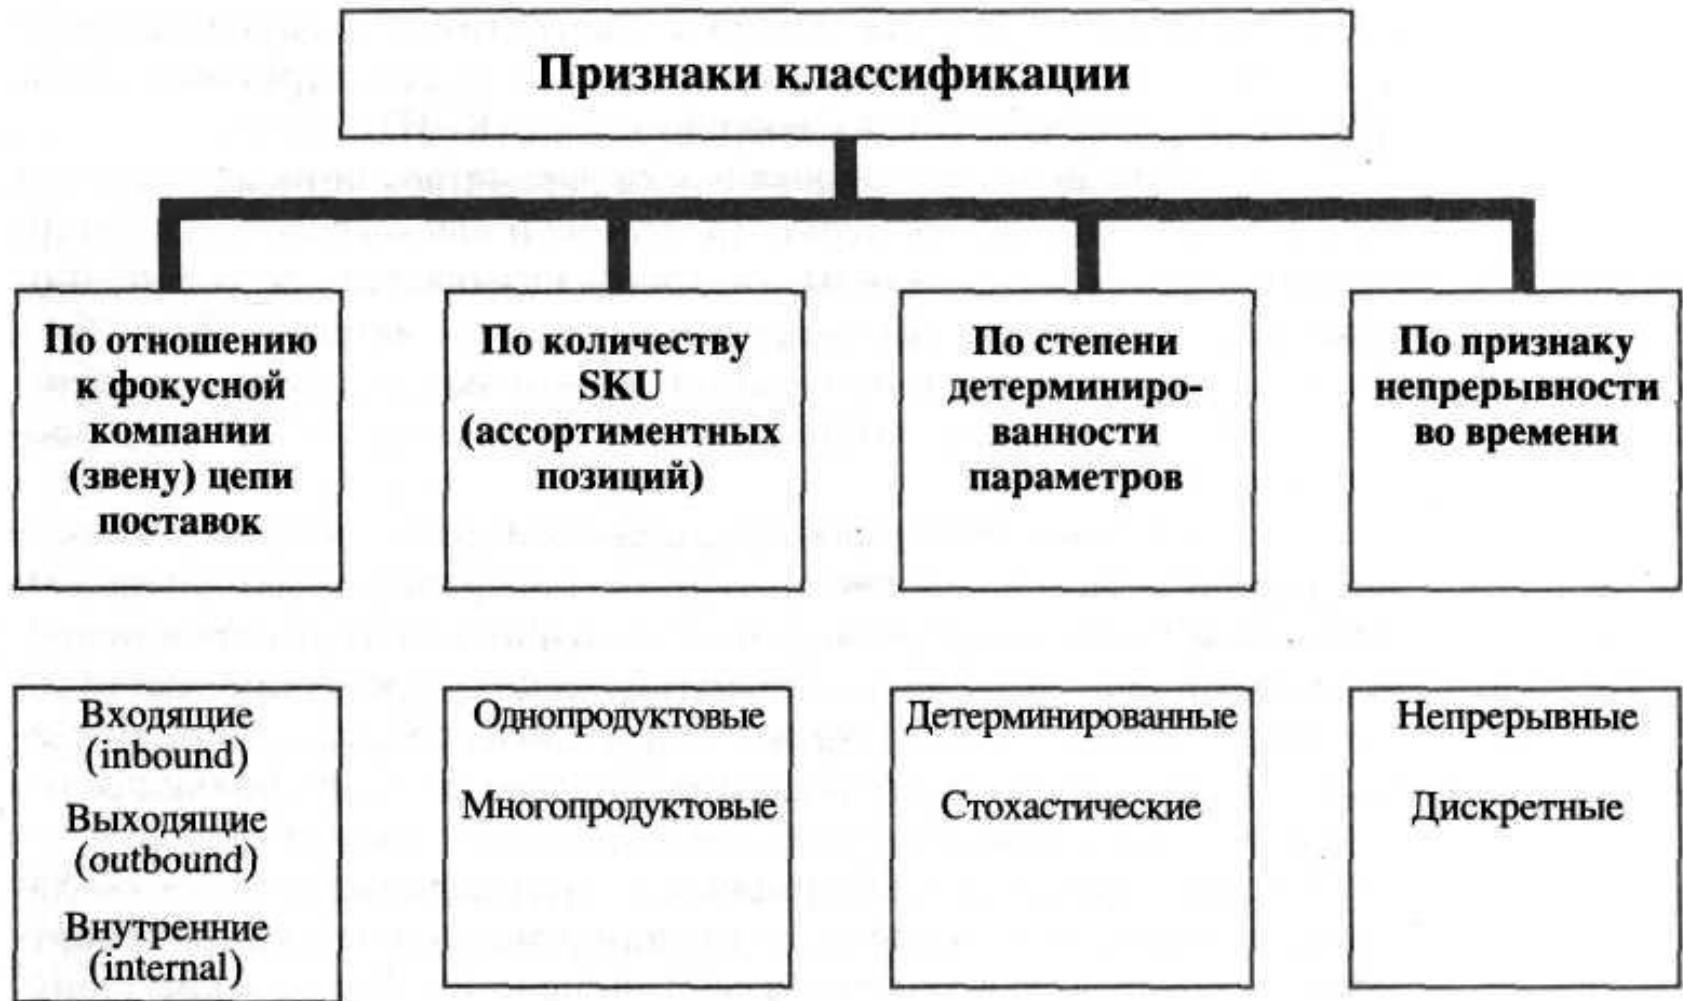 Признаки классификации
По отношению
к фокусной
компании
(звену) цепи
поставок
По количеству
SKU
(ассортиментных
позиций)
По степени
детерминиро-
ванности
параметров
По признаку
непрерывности
во времени
Входящие
(inbound)
Выходящие
(outbound)
Внутренние
(internal)
Однопродуктовые
Многопродуктовые
Детерминированные
Стохастические
Непрерывные
Дискретные